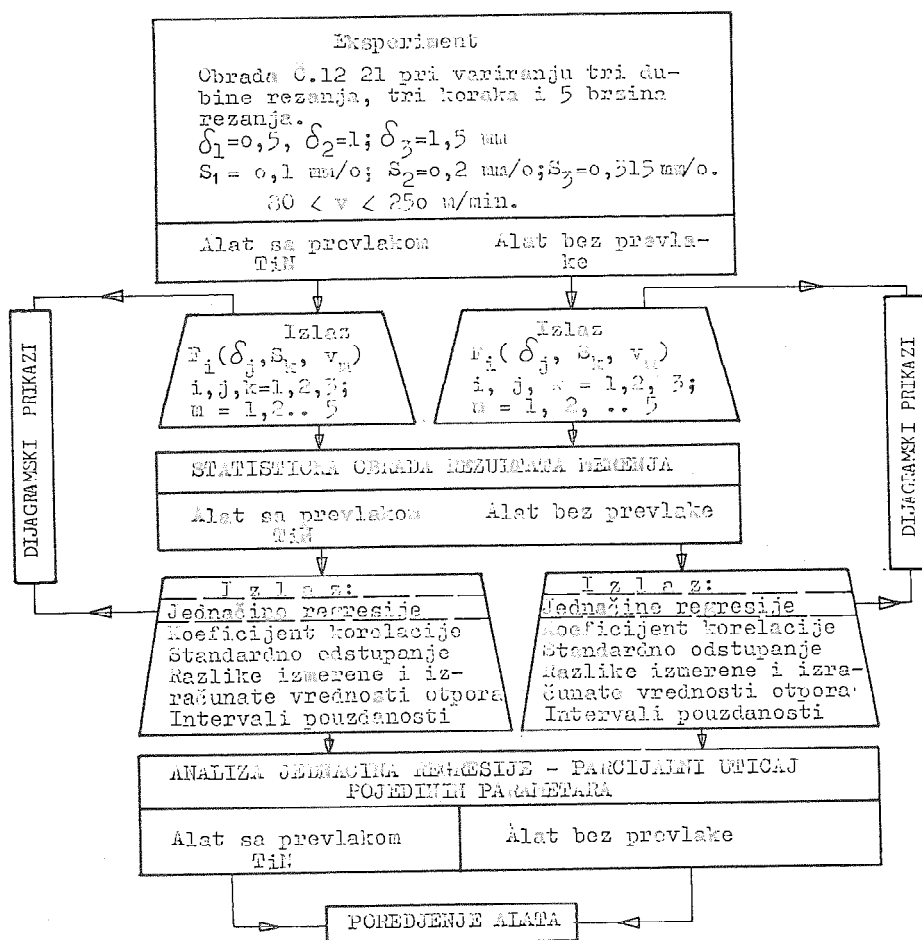 Eksperiment
Obrada Č.12 21 pri variranju tri du-
bine rezanja, tri koraka i 5 brzina
rezanja.
δ₁=0,5, δ₂=1; δ₃=1,5 mm
S₁ = 0,1 mm/o; S₂=0,2 mm/o; S₃=0,315 mm/o.
80 < v < 250 m/min.
Alat sa prevlakom
TiN
Alat bez prevla-
ke
DIJAGRAMSKI PRIKAZI
Izlaz
Fᵢ(δⱼ, Sₖ, vₘ)
i,j,k=1,2,3;
m = 1,2.. 5
Izlaz
Fᵢ( δⱼ, Sₖ, vₘ)
i, j, k = 1,2, 3;
m = 1, 2, .. 5
DIJAGRAMSKI PRIKAZI
STATISTICKA OBRADA REZULTATA MERENJA
Alat sa prevlakom
TiN
Alat bez prevlake
I z l a z:
Jednačine regresije
Koeficijent korelacije
Standardno odstupanje
Razlike izmerene i iz-
računate vrednosti otpora
Intervali pouzdanosti
I z l a z:
Jednačine regresije
Koeficijent korelacije
Standardno odstupanje
Razlike izmerene i izra-
čunate vrednosti otpora
Intervali pouzdanosti
ANALIZA JEDNACINA REGRESIJE - PARCIJALNI UTICAJ
POJEDINIH PARAMETARA
Alat sa prevlakom
TiN
Alat bez prevlake
POREDJENJE ALATA